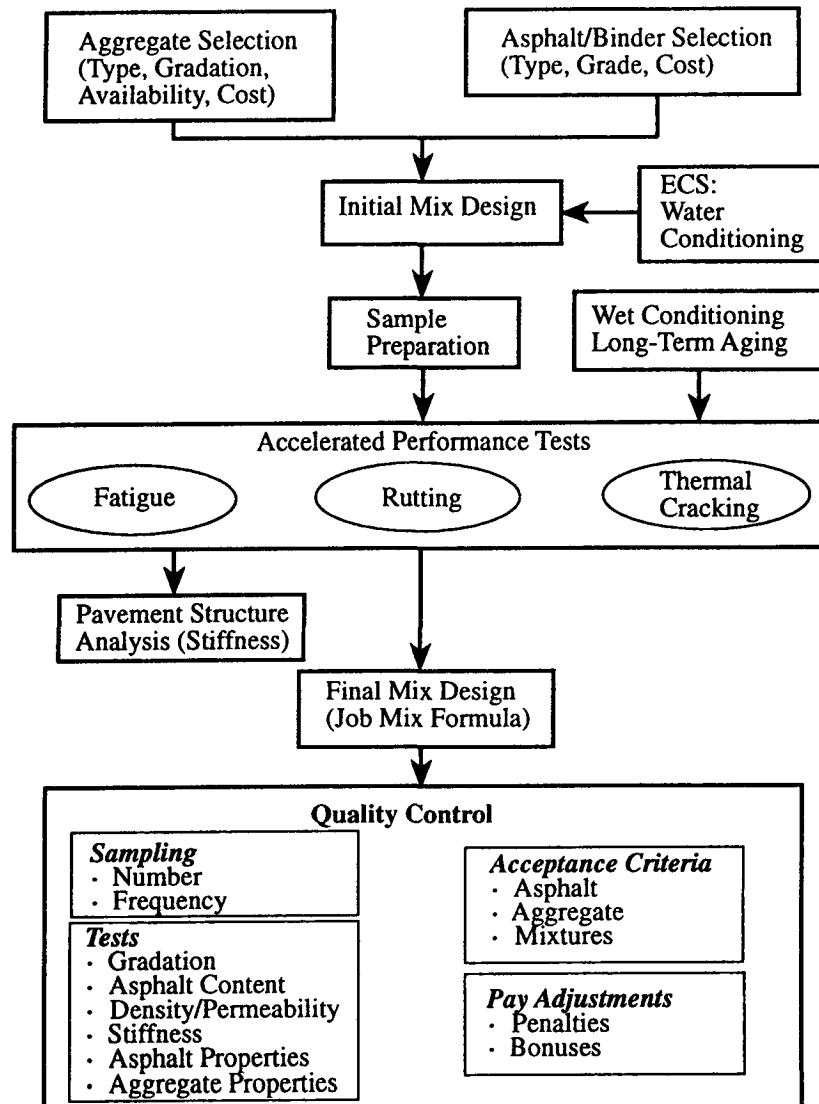 Aggregate Selection
(Type, Gradation,
Availability, Cost)
Asphalt/Binder Selection
(Type, Grade, Cost)
Initial Mix Design
ECS:
Water
Conditioning
Sample
Preparation
Wet Conditioning
Long-Term Aging
Accelerated Performance Tests
Fatigue
Rutting
Thermal
Cracking
Pavement Structure
Analysis (Stiffness)
Final Mix Design
(Job Mix Formula)
Quality Control
Sampling
· Number
· Frequency
Tests
· Gradation
· Asphalt Content
· Density/Permeability
· Stiffness
· Asphalt Properties
· Aggregate Properties
Acceptance Criteria
· Asphalt
· Aggregate
· Mixtures
Pay Adjustments
· Penalties
· Bonuses